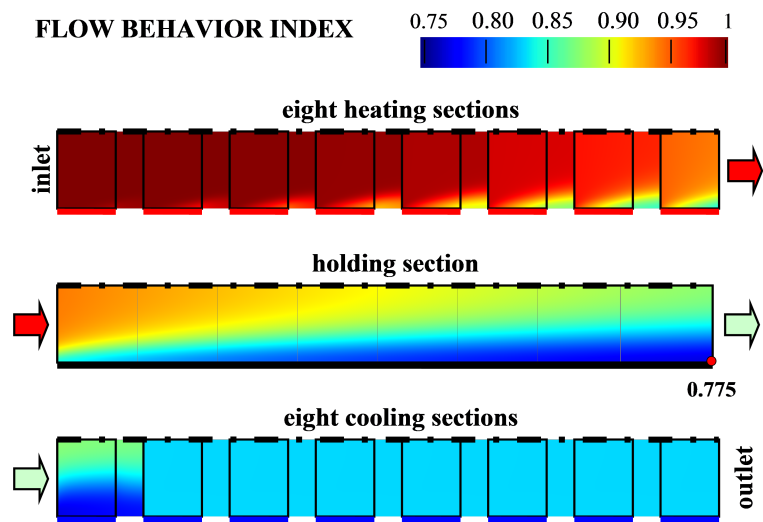 FLOW BEHAVIOR INDEX
0.75 0.80 0.85 0.90 0.95 1
eight heating sections
inlet
holding section
0.775
eight cooling sections
outlet